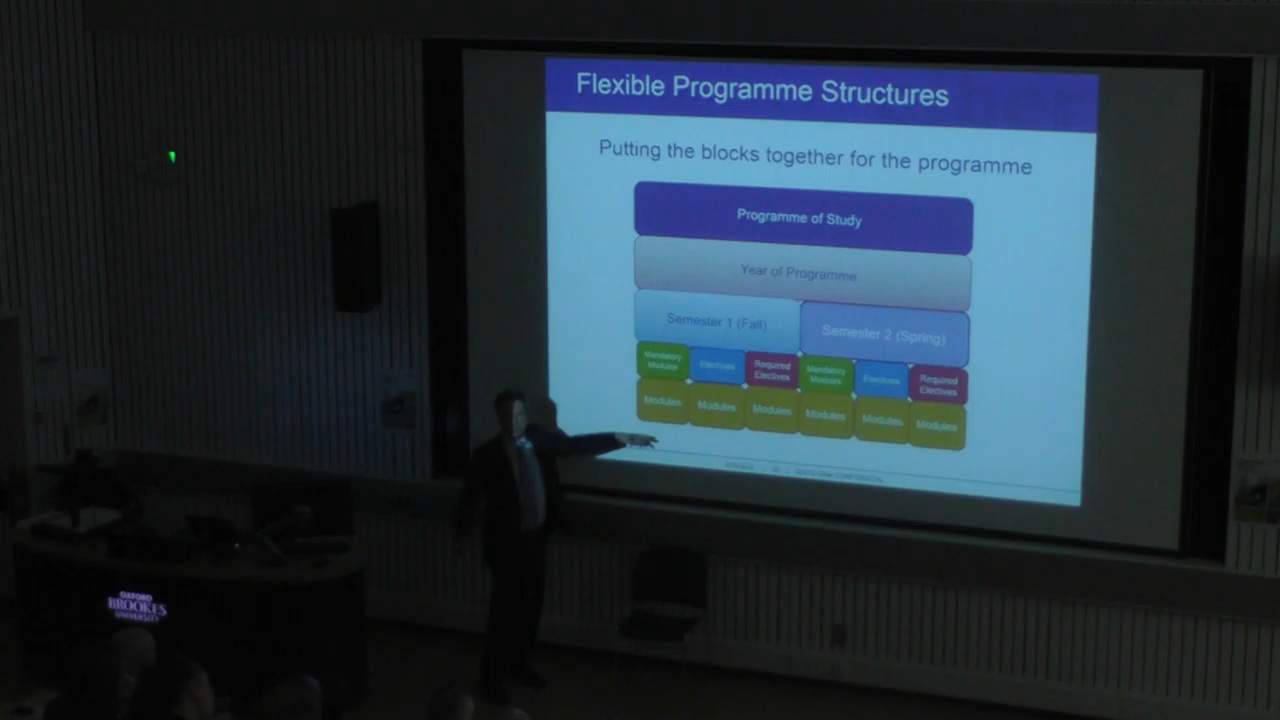 Flexible Programme Structures
Putting the blocks together for the programme
Programme of Study
Year of Programme
Semester 1 (Fall)
Semester 2 (Spring)
Mandatory
Modules
Electives
Required
Electives
Mandatory
Modules
Electives
Required
Electives
Modules
Modules
Modules
Modules
Modules
Modules
OXFORD
BROOKES
UNIVERSITY